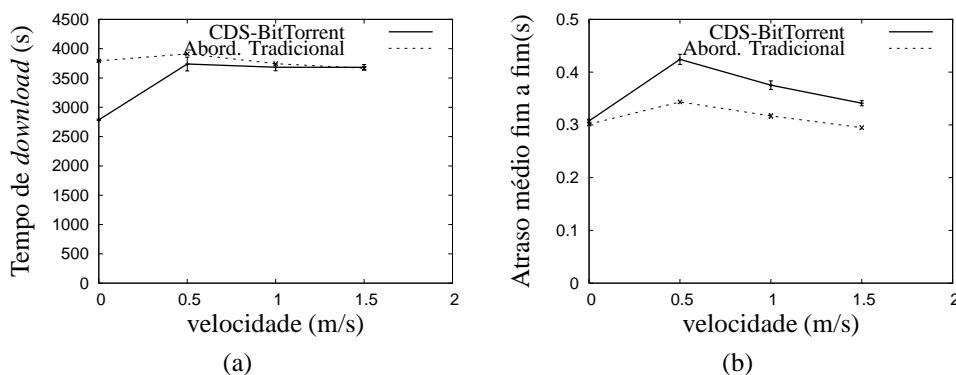 Tempo de download (s)
4500
4000
3500
3000
2500
2000
1500
1000
500
0
CDS-BitTorrent
Abord. Tradicional
0 0.5 1 1.5 2
velocidade (m/s)
(a)
Atraso médio fim a fim(s)
0.5
0.4
0.3
0.2
0.1
0
CDS-BitTorrent
Abord. Tradicional
0 0.5 1 1.5 2
velocidade (m/s)
(b)